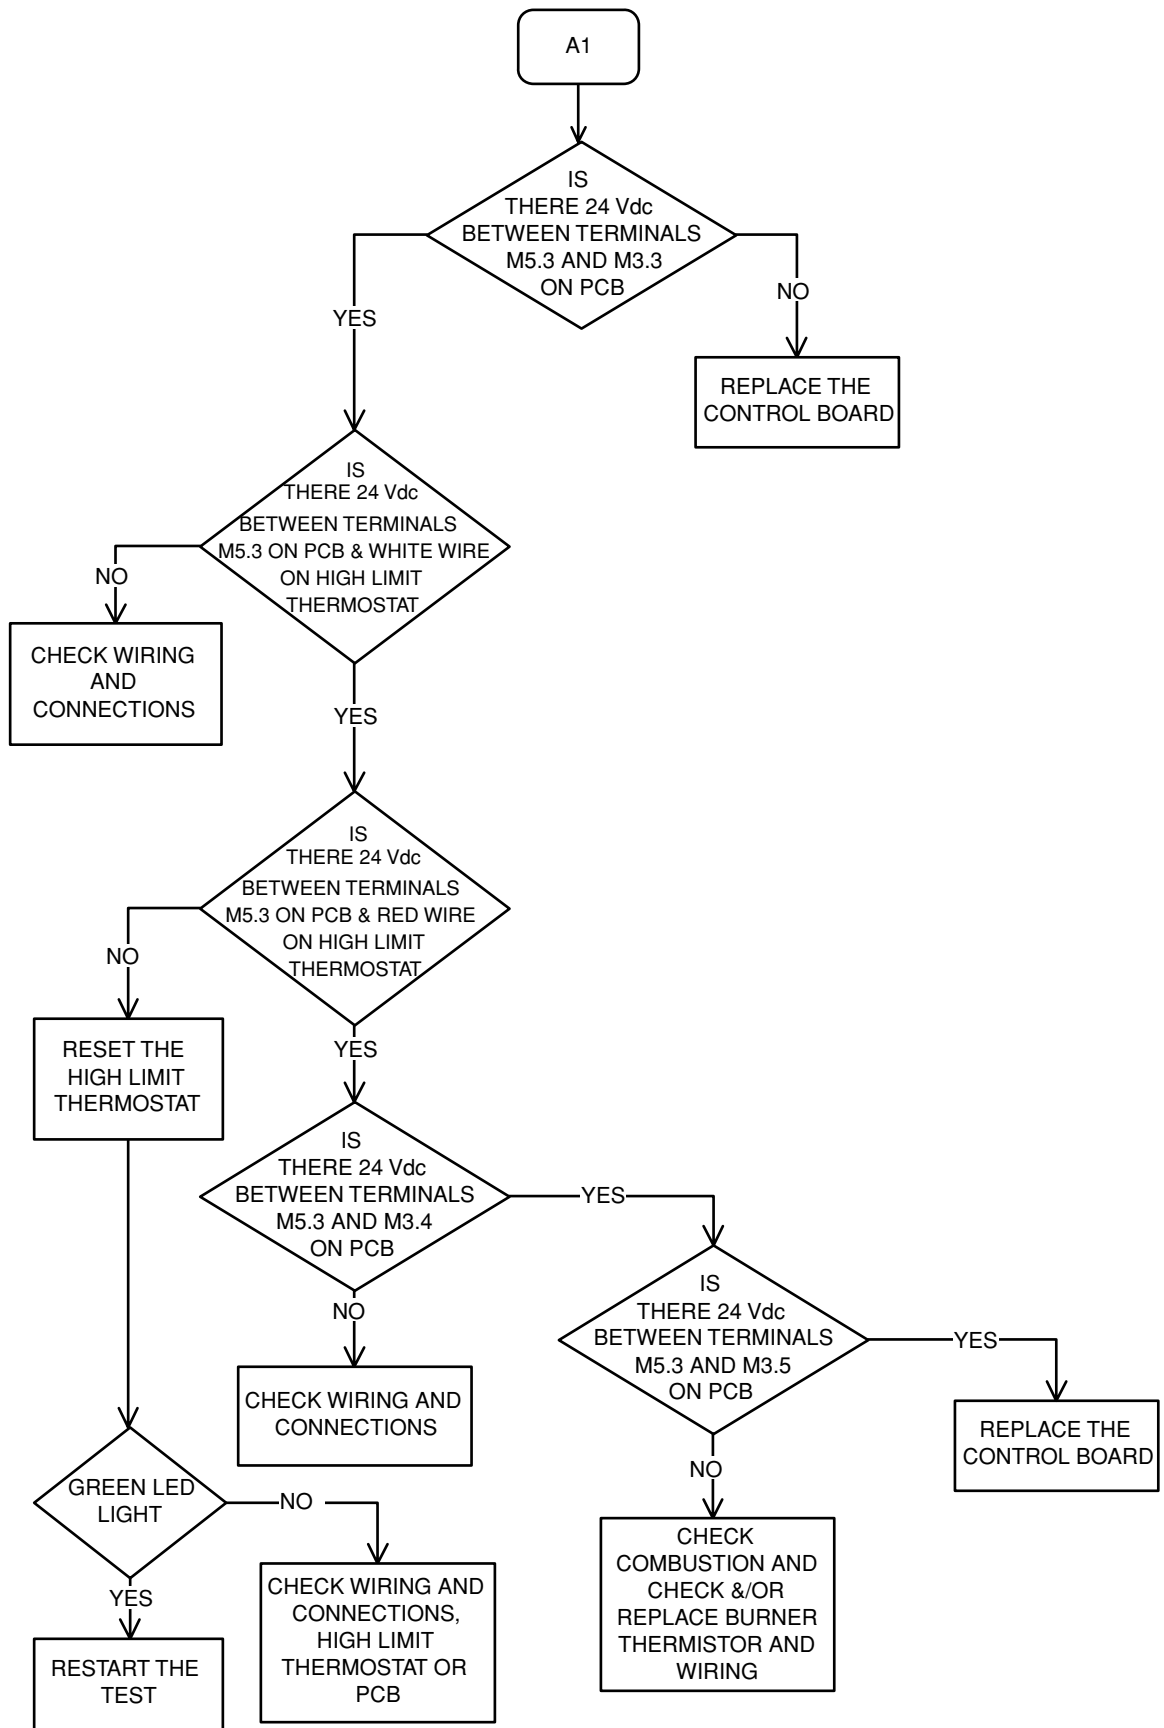 A1
IS
THERE 24 Vdc
BETWEEN TERMINALS
M5.3 AND M3.3
ON PCB
NO
YES
REPLACE THE
CONTROL BOARD
IS
THERE 24 Vdc
BETWEEN TERMINALS
M5.3 ON PCB & WHITE WIRE
ON HIGH LIMIT
THERMOSTAT
NO
CHECK WIRING
AND
CONNECTIONS
YES
IS
THERE 24 Vdc
BETWEEN TERMINALS
M5.3 ON PCB & RED WIRE
ON HIGH LIMIT
THERMOSTAT
NO
RESET THE
HIGH LIMIT
THERMOSTAT
YES
IS
THERE 24 Vdc
BETWEEN TERMINALS
M5.3 AND M3.4
ON PCB
YES
NO
CHECK WIRING AND
CONNECTIONS
IS
THERE 24 Vdc
BETWEEN TERMINALS
M5.3 AND M3.5
ON PCB
YES
REPLACE THE
CONTROL BOARD
NO
CHECK
COMBUSTION AND
CHECK &/OR
REPLACE BURNER
THERMISTOR AND
WIRING
GREEN LED
LIGHT
NO
CHECK WIRING AND
CONNECTIONS,
HIGH LIMIT
THERMOSTAT OR
PCB
YES
RESTART THE
TEST